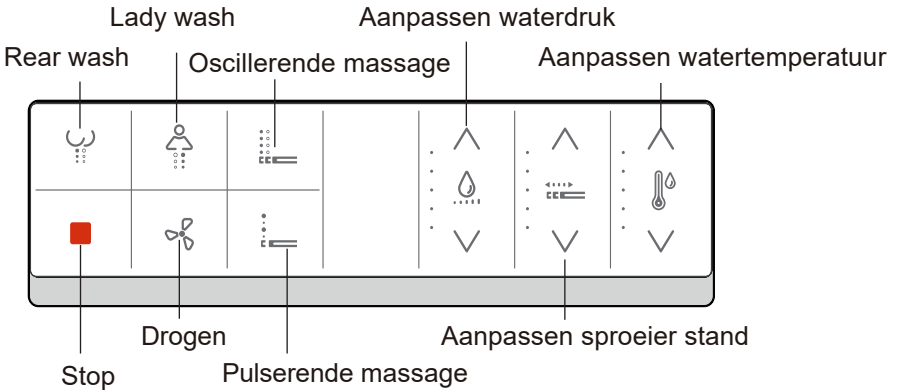 Lady wash
Aanpassen waterdruk
Rear wash
Oscillerende massage
Aanpassen watertemperatuur
Drogen
Aanpassen sproeier stand
Stop
Pulserende massage